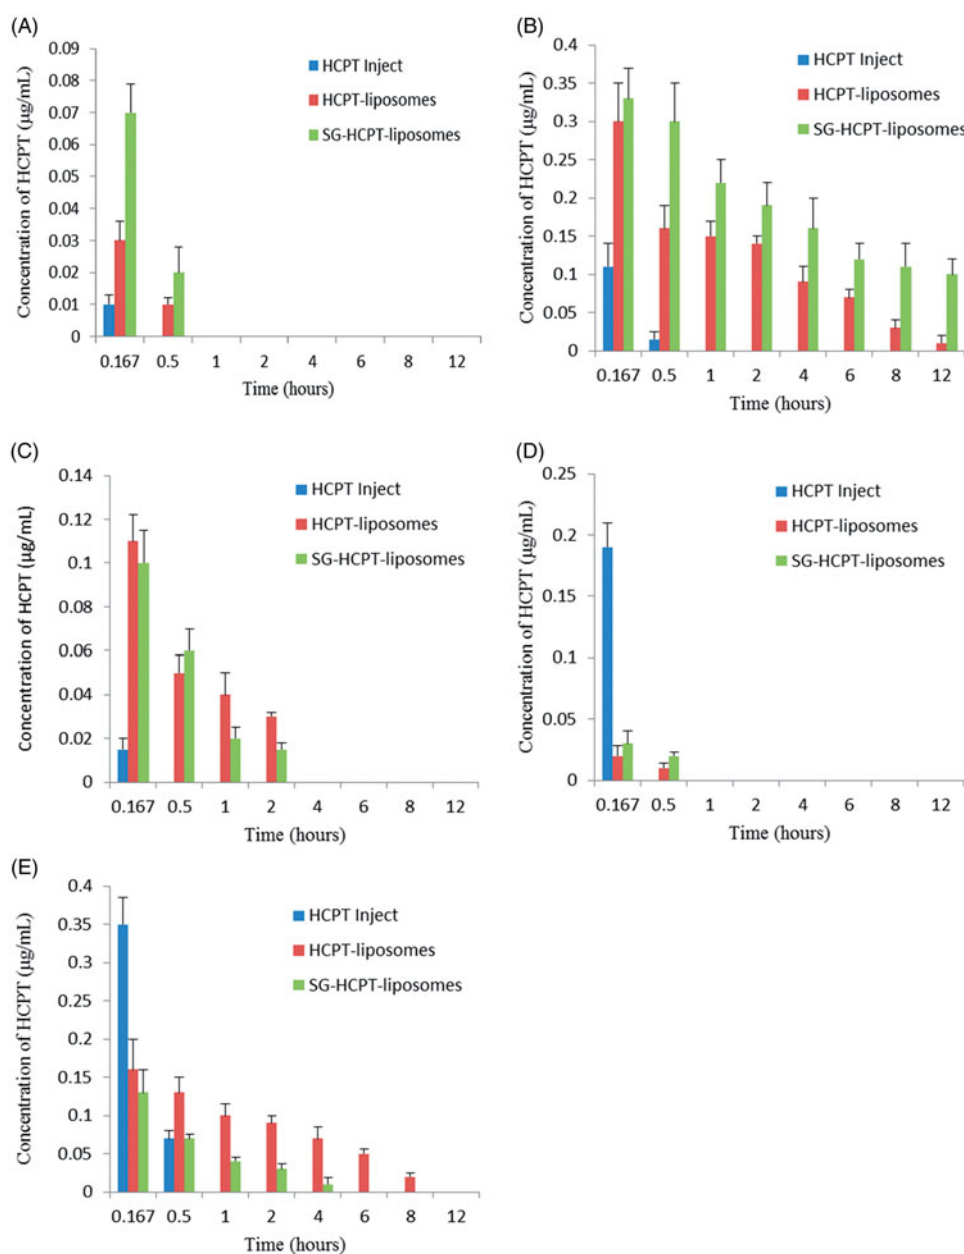 (A)
Concentration of HCPT (µg/mL)
0.09
0.08
0.07
0.06
0.05
0.04
0.03
0.02
0.01
0
HCPT Inject
HCPT-liposomes
SG-HCPT-liposomes
0.167 0.5 1 2 4 6 8 12
Time (hours)
(B)
Concentration of HCPT (µg/mL)
0.4
0.35
0.3
0.25
0.2
0.15
0.1
0.05
0
HCPT Inject
HCPT-liposomes
SG-HCPT-liposomes
0.167 0.5 1 2 4 6 8 12
Time (hours)
(C)
Concentration of HCPT (µg/mL)
0.14
0.12
0.1
0.08
0.06
0.04
0.02
0
HCPT Inject
HCPT-liposomes
SG-HCPT-liposomes
0.167 0.5 1 2 4 6 8 12
Time (hours)
(D)
Concentration of HCPT (µg/mL)
0.25
0.2
0.15
0.1
0.05
0
HCPT Inject
HCPT-liposomes
SG-HCPT-liposomes
0.167 0.5 1 2 4 6 8 12
Time (hours)
(E)
Concentration of HCPT (µg/mL)
0.4
0.35
0.3
0.25
0.2
0.15
0.1
0.05
0
HCPT Inject
HCPT-liposomes
SG-HCPT-liposomes
0.167 0.5 1 2 4 6 8 12
Time (hours)